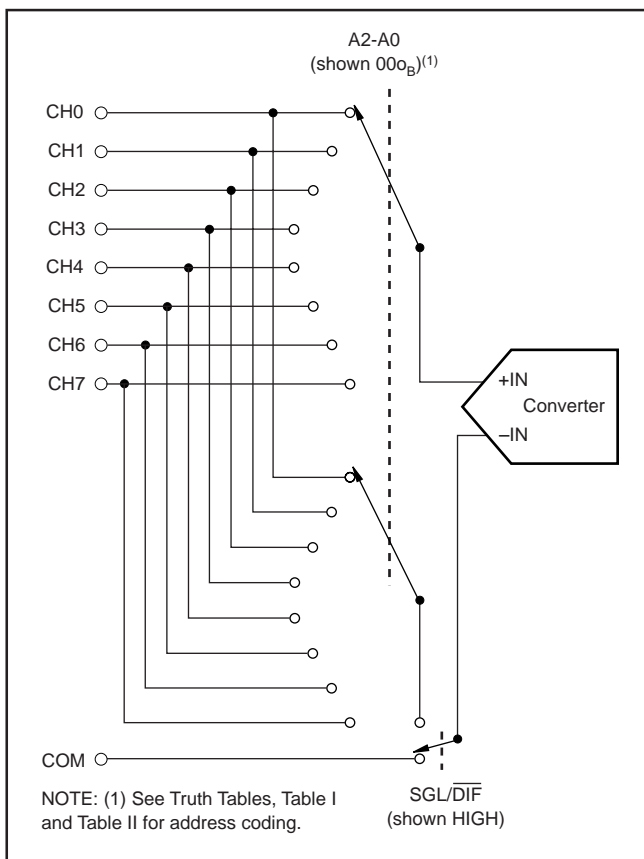 A2-A0
(shown 00o_B)^(1)
CH0
CH1
CH2
CH3
CH4
CH5
CH6
CH7
+IN
Converter
–IN
COM
SGL/D̅I̅F̅
(shown HIGH)
NOTE: (1) See Truth Tables, Table I
and Table II for address coding.